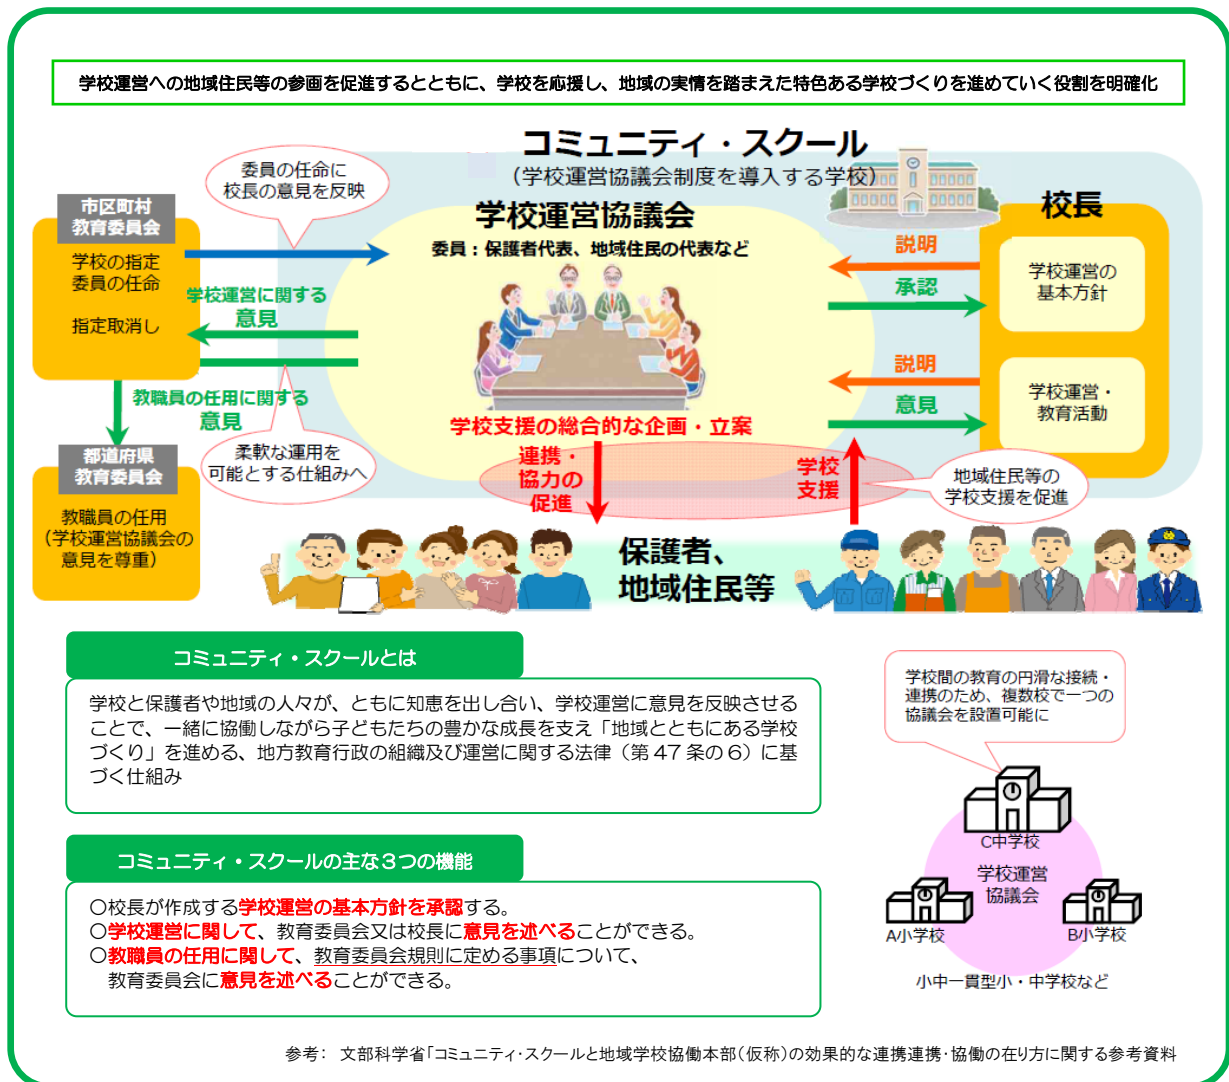 学校運営への地域住民等の参画を促進するとともに、学校を応援し、地域の実情を踏まえた特色ある学校づくりを進めていく役割を明確化
コミュニティ・スクール
(学校運営協議会制度を導入する学校)
委員の任命に
校長の意見を反映
市区町村
教育委員会
学校の指定
委員の任命
指定取消し
学校運営協議会
委員:保護者代表、地域住民の代表など
校長
説明
承認
学校運営の
基本方針
学校運営に関する
意見
説明
意見
学校運営・
教育活動
教職員の任用に関する
意見
学校支援の総合的な企画・立案
柔軟な運用を
可能とする仕組みへ
連携・
協力の
促進
学校
支援
地域住民等の
学校支援を促進
都道府県
教育委員会
教職員の任用
(学校運営協議会の
意見を尊重)
保護者、
地域住民等
コミュニティ・スクールとは
学校と保護者や地域の人々が、ともに知恵を出し合い、学校運営に意見を反映させる
ことで、一緒に協働しながら子どもたちの豊かな成長を支え「地域とともにある学校
づくり」を進める、地方教育行政の組織及び運営に関する法律(第 47 条の 6)に基
づく仕組み
学校間の教育の円滑な接続・
連携のため、複数校で一つの
協議会を設置可能に
C中学校
学校運営
協議会
A小学校
B小学校
小中一貫型小・中学校など
コミュニティ・スクールの主な3つの機能
○校長が作成する学校運営の基本方針を承認する。
○学校運営に関して、教育委員会又は校長に意見を述べることができる。
○教職員の任用に関して、教育委員会規則に定める事項について、
教育委員会に意見を述べることができる。
参考: 文部科学省「コミュニティ・スクールと地域学校協働本部(仮称)の効果的な連携連携・協働の在り方に関する参考資料